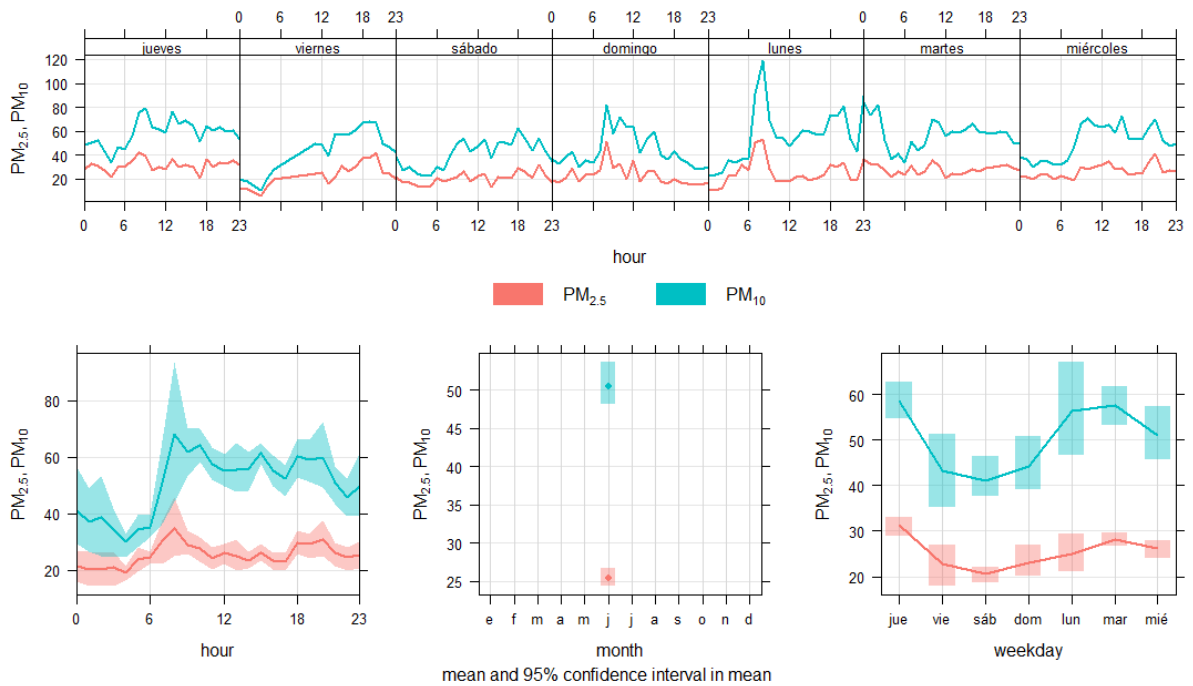 0 6 12 18 23 0 6 12 18 23 0 6 12 18 23
jueves viernes sábado domingo lunes martes miércoles
PM2.5, PM10
120
100
80
60
40
20
0 6 12 18 23 0 6 12 18 23 0 6 12 18 23 0 6 12 18 23
hour
PM2.5 PM10
PM2.5, PM10
80
60
40
20
0 6 12 18 23
hour
PM2.5, PM10
50
45
40
35
30
25
e f m a m j j a s o n d
month
mean and 95% confidence interval in mean
PM2.5, PM10
60
50
40
30
20
jue vie sáb dom lun mar mié
weekday